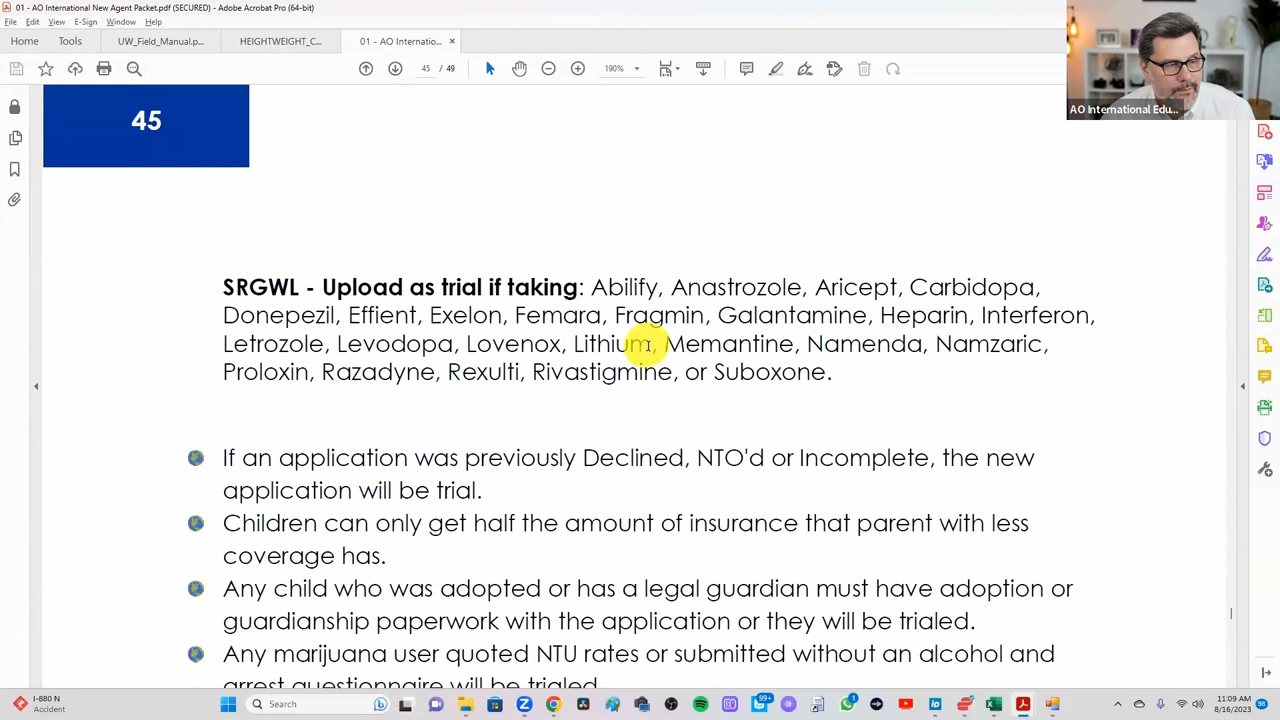 01 - AO International New Agent Packet.pdf (SECURED) - Adobe Acrobat Pro (64-bit)
File Edit View E-Sign Window Help
Home Tools UW_Field_Manual.p... HEIGHTWEIGHT_C... 01 - AO Internatio... ×
45 / 49 190%
AO International Edu...
45
SRGWL - Upload as trial if taking: Abilify, Anastrozole, Aricept, Carbidopa,
Donepezil, Effient, Exelon, Femara, Fragmin, Galantamine, Heparin, Interferon,
Letrozole, Levodopa, Lovenox, Lithium, Memantine, Namenda, Namzaric,
Proloxin, Razadyne, Rexulti, Rivastigmine, or Suboxone.
If an application was previously Declined, NTO'd or Incomplete, the new
application will be trial.
Children can only get half the amount of insurance that parent with less
coverage has.
Any child who was adopted or has a legal guardian must have adoption or
guardianship paperwork with the application or they will be trialed.
Any marijuana user quoted NTU rates or submitted without an alcohol and
arrest questionnaire will be trialed
I-880 N
Accident
Search
99+
1
11:09 AM
8/16/2023